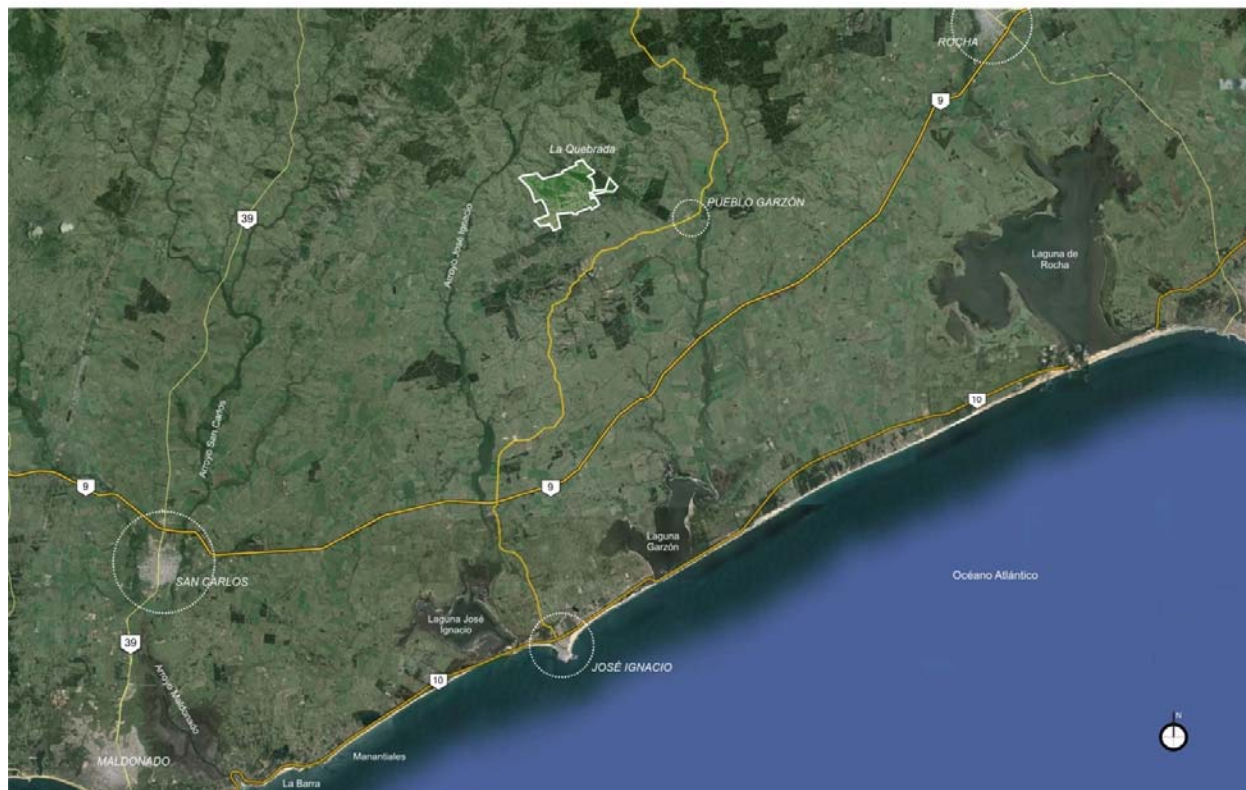 ROCHA
9
La Quebrada
PUEBLO GARZÓN
39
Arroyo José Ignacio
Laguna de
Rocha
10
Arroyo San Carlos
9
9
Laguna
Garzón
SAN CARLOS
Océano Atlántico
Laguna José
Ignacio
39
JOSÉ IGNACIO
10
Arroyo Maldonado
N
MALDONADO
Manantiales
La Barra